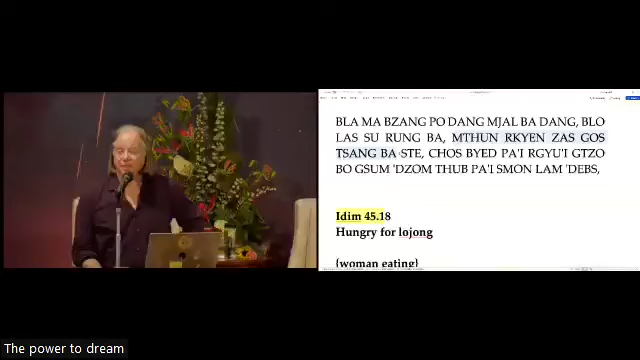 BLA MA BZANG PO DANG MJAL BA DANG, BLO
LAS SU RUNG BA, MTHUN RKYEN ZAS GOS
TSANG BA STE, CHOS BYED PA'I RGYU'I GTZO
BO GSUM 'DZOM THUB PA'I SMON LAM 'DEBS,
Idim 45.18
Hungry for lojong
{woman eating}
The power to dream